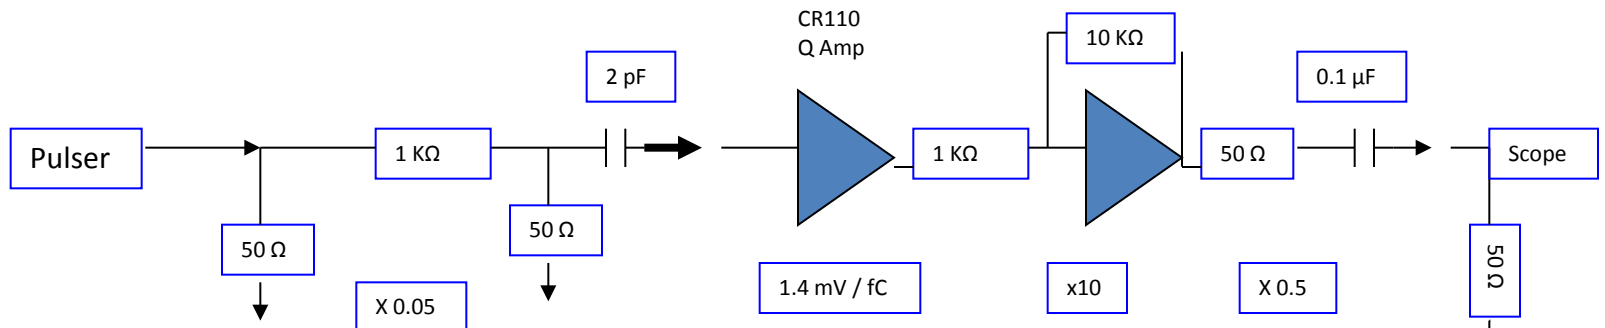 CR110
Q Amp
10 KΩ
2 pF
0.1 µF
Pulser
1 KΩ
1 KΩ
50 Ω
Scope
50 Ω
50 Ω
50 Ω
1.4 mV / fC
x10
X 0.5
X 0.05